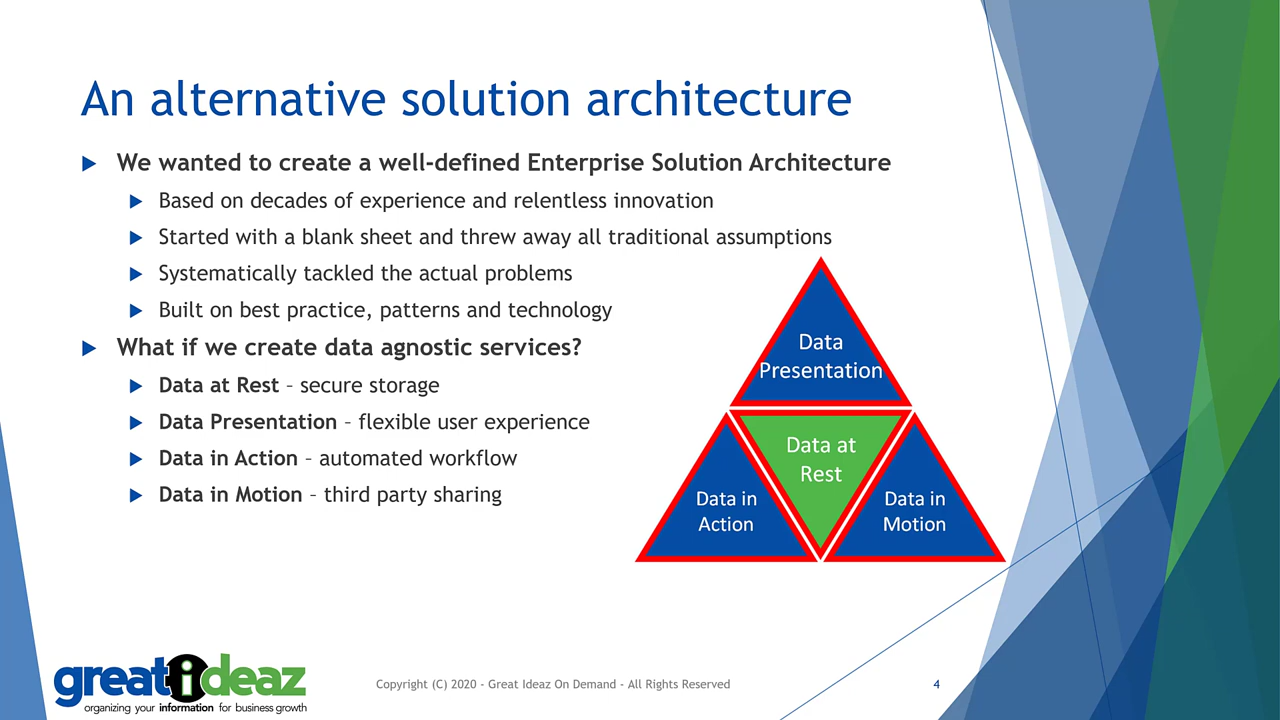 An alternative solution architecture
We wanted to create a well-defined Enterprise Solution Architecture
Based on decades of experience and relentless innovation
Started with a blank sheet and threw away all traditional assumptions
Systematically tackled the actual problems
Built on best practice, patterns and technology
What if we create data agnostic services?
Data at Rest – secure storage
Data Presentation – flexible user experience
Data in Action – automated workflow
Data in Motion – third party sharing
Data
Presentation
Data at
Rest
Data in
Action
Data in
Motion
greatideaz
organizing your information for business growth
Copyright (C) 2020 - Great Ideaz On Demand - All Rights Reserved
4